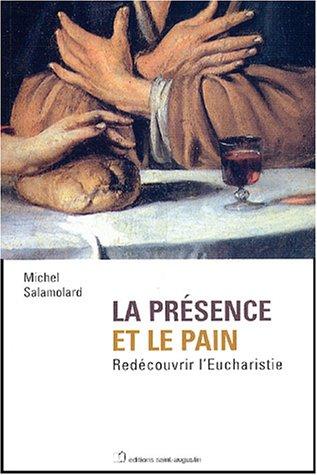 Michel
Salamolard
LA PRÉSENCE
ET LE PAIN
Redécouvrir l'Eucharistie
editions saint-augustin